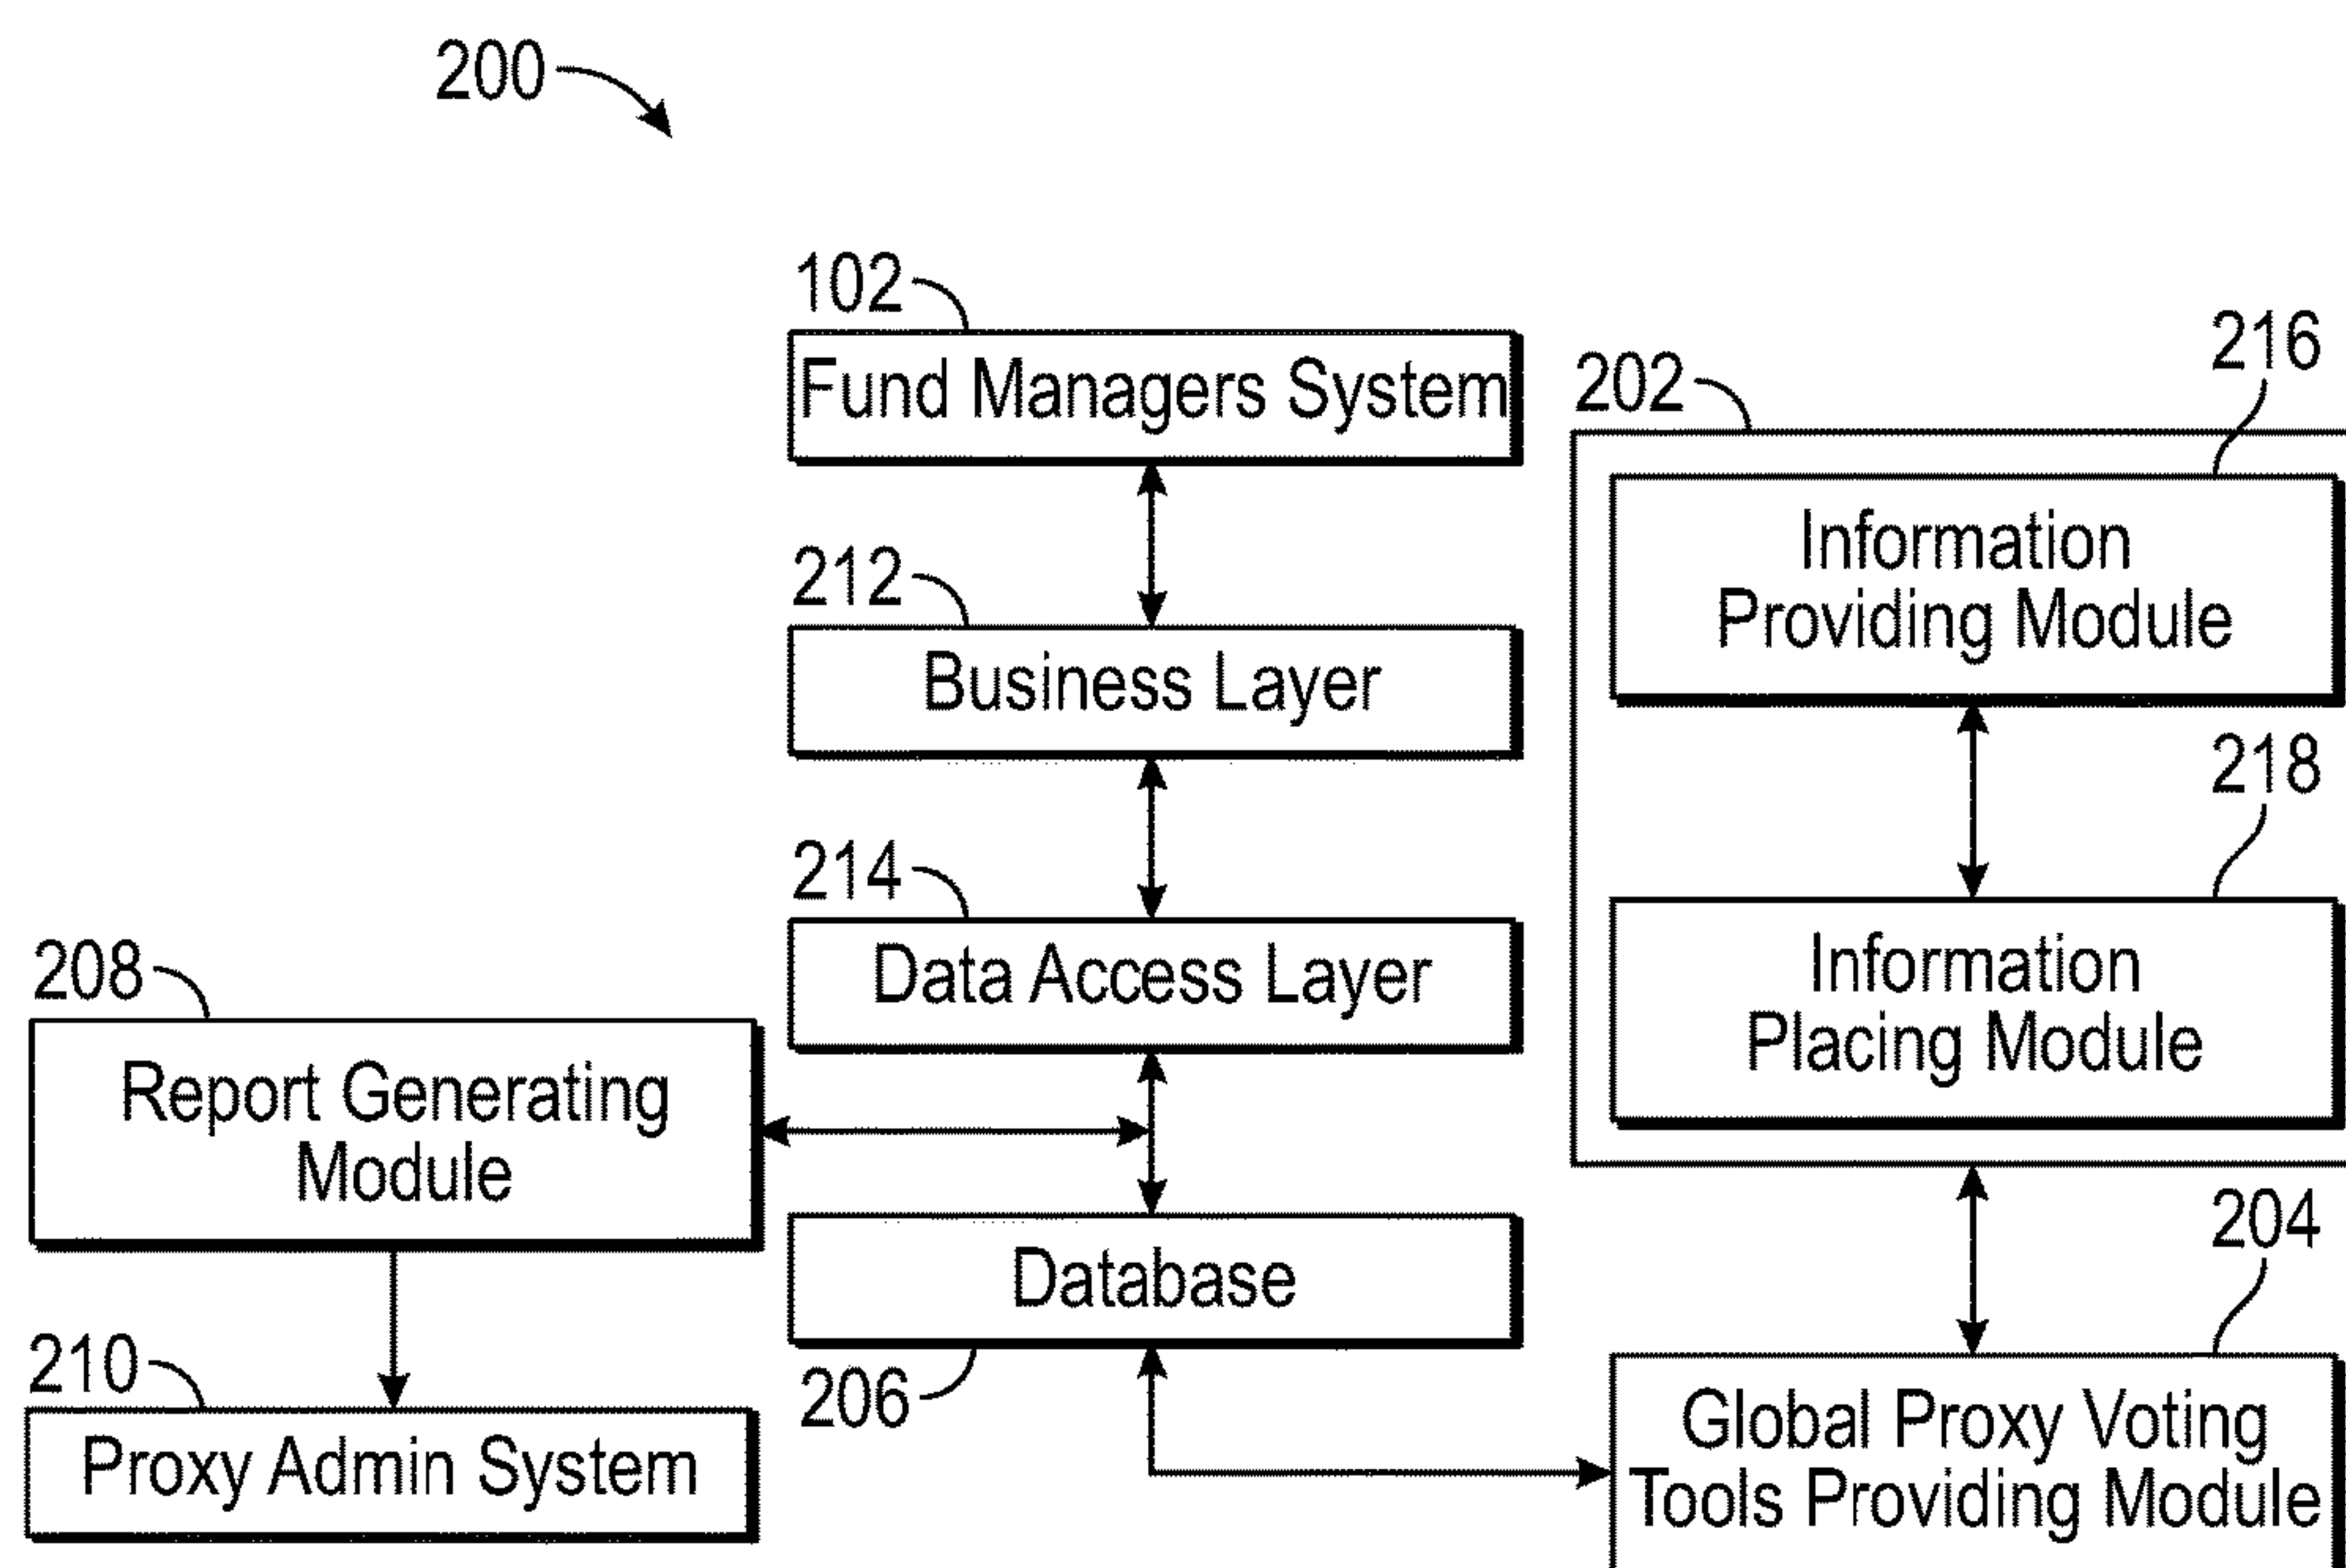 200
102
Fund Managers System
212
Business Layer
214
Data Access Layer
208
Report Generating
Module
210
Proxy Admin System
Database
206
202
216
Information
Providing Module
218
Information
Placing Module
204
Global Proxy Voting
Tools Providing Module